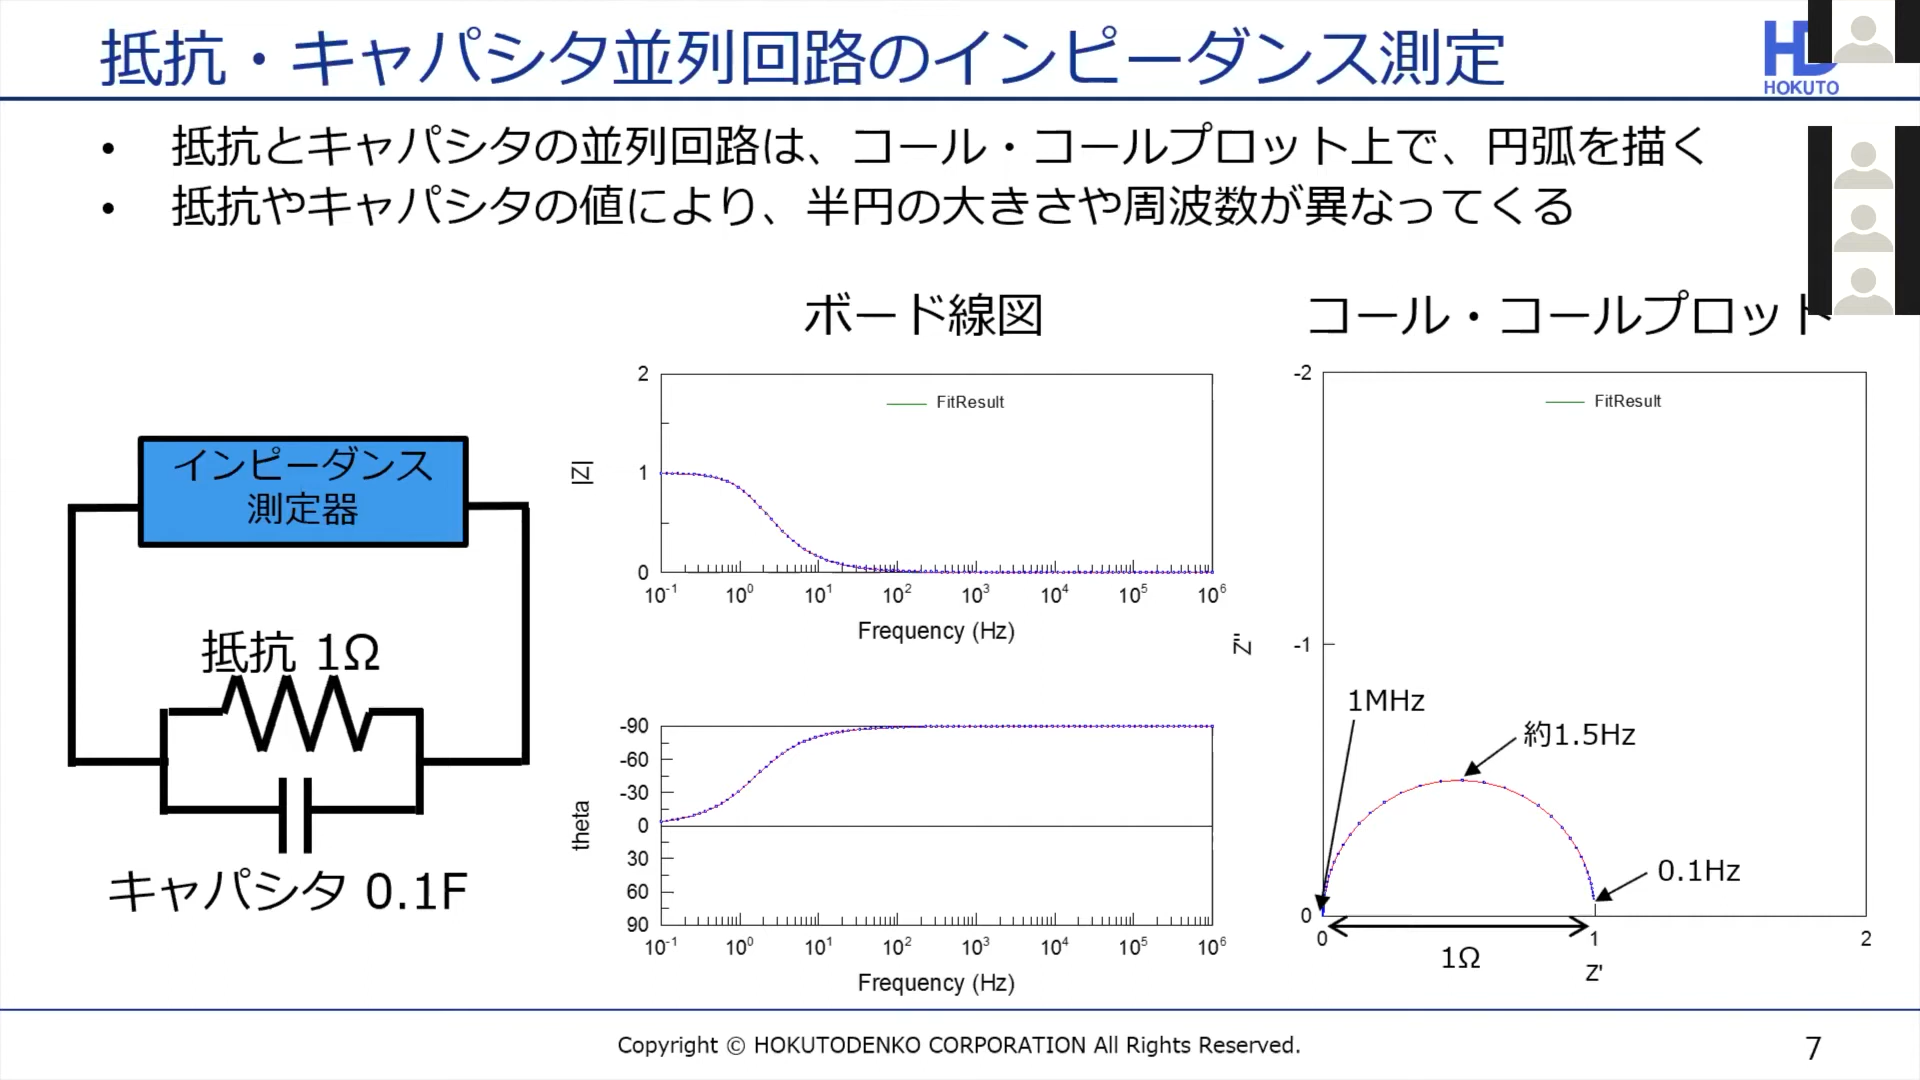 抵抗・キャパシタ並列回路のインピーダンス測定
HOKUTO
• 抵抗とキャパシタの並列回路は、コール・コールプロット上で、円弧を描く
• 抵抗やキャパシタの値により、半円の大きさや周波数が異なってくる
インピーダンス
測定器
抵抗 1Ω
キャパシタ 0.1F
ボード線図
2
FitResult
|Z|
1
0
10⁻¹ 10⁰ 10¹ 10² 10³ 10⁴ 10⁵ 10⁶
Frequency (Hz)
-90
-60
-30
theta
0
30
60
90
10⁻¹ 10⁰ 10¹ 10² 10³ 10⁴ 10⁵ 10⁶
Frequency (Hz)
コール・コールプロット
-2
FitResult
Z''
-1
1MHz
約1.5Hz
0.1Hz
0
0 1 2
1Ω
Z'
Copyright © HOKUTODENKO CORPORATION All Rights Reserved.
7